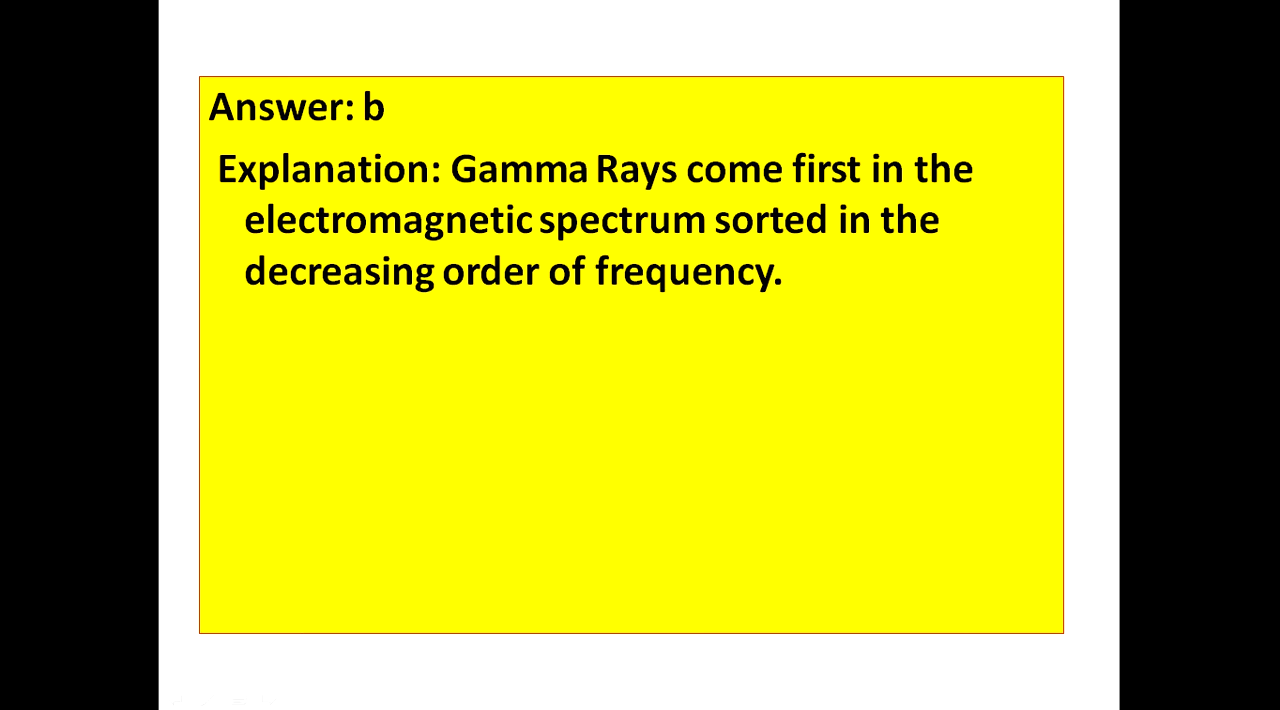 Answer: b
Explanation: Gamma Rays come first in the
electromagnetic spectrum sorted in the
decreasing order of frequency.